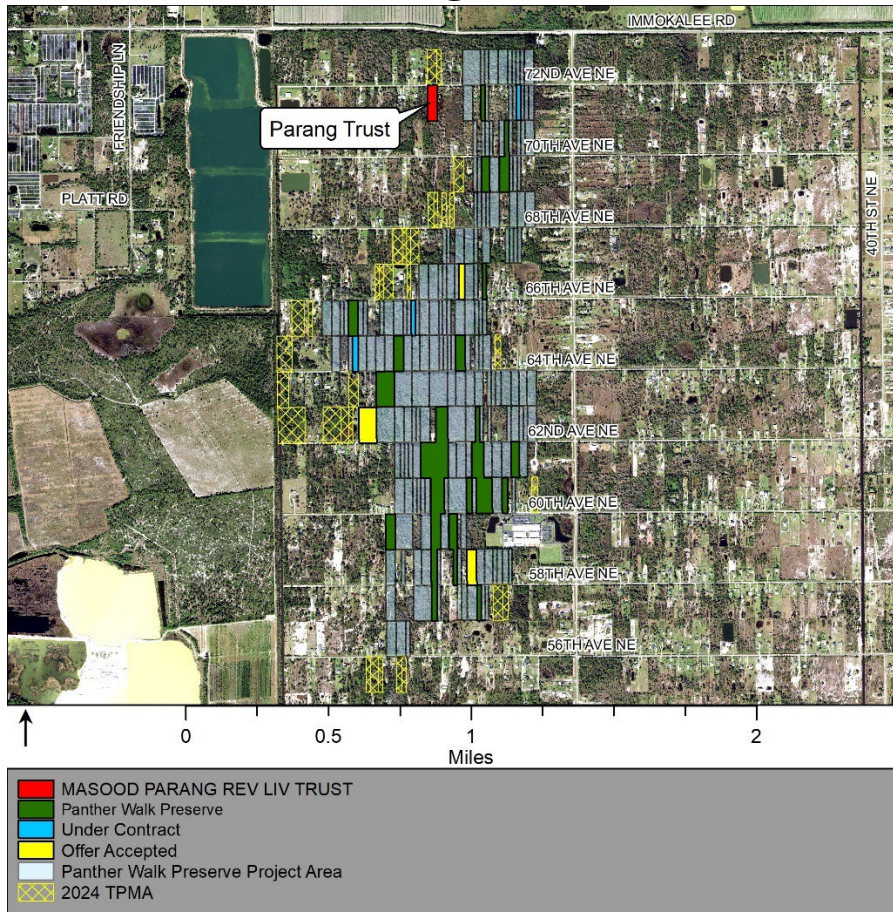 IMMOKALEE RD
FRIENDSHIP LN
72ND AVE NE
Parang Trust
70TH AVE NE
PLATT RD
68TH AVE NE
40TH ST NE
66TH AVE NE
64TH AVE NE
62ND AVE NE
60TH AVE NE
58TH AVE NE
56TH AVE NE
0 0.5 1 2
Miles
MASOOD PARANG REV LIV TRUST
Panther Walk Preserve
Under Contract
Offer Accepted
Panther Walk Preserve Project Area
2024 TPMA